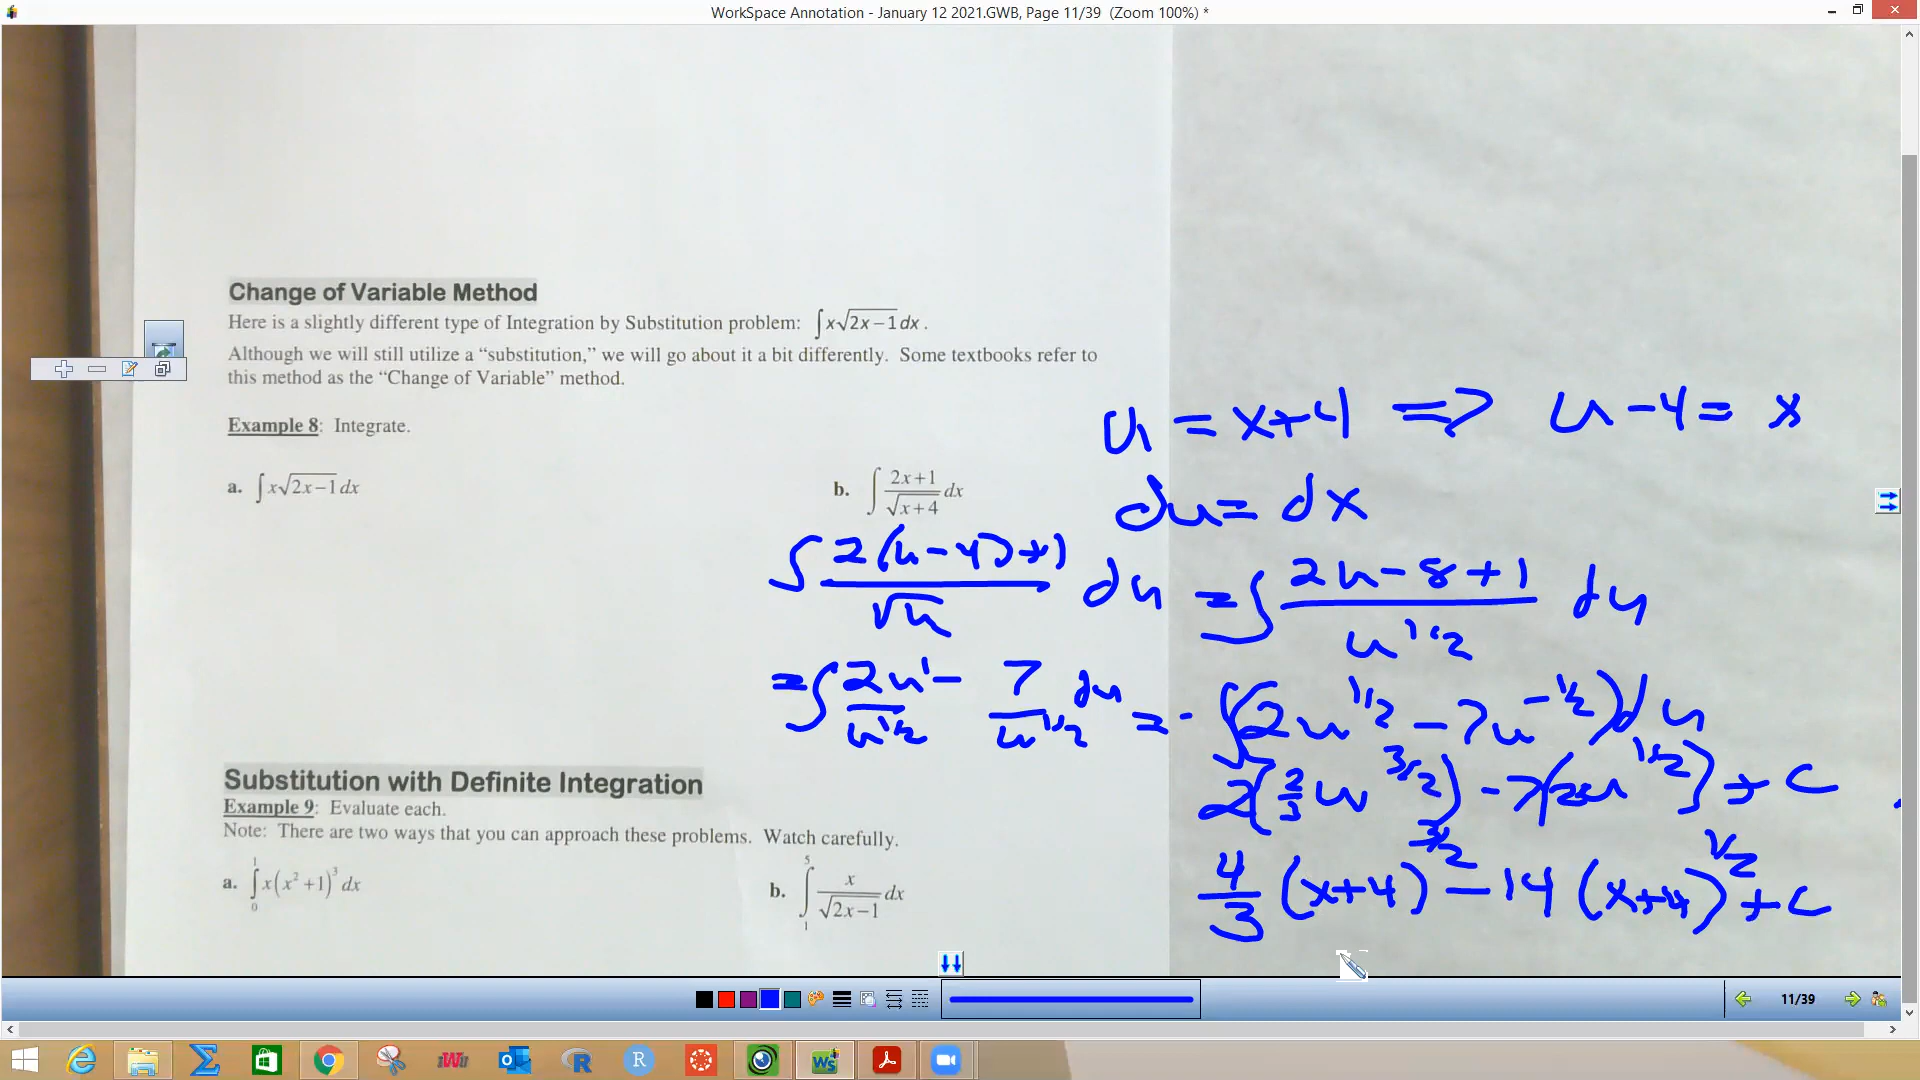 WorkSpace Annotation - January 12 2021.GWB, Page 11/39 (Zoom 100%) *
Change of Variable Method
Here is a slightly different type of Integration by Substitution problem: ∫x√(2x−1) dx.
Although we will still utilize a “substitution,” we will go about it a bit differently. Some textbooks refer to
this method as the “Change of Variable” method.
Example 8: Integrate.
u = x+4 ⇒ u−4 = x
a. ∫x√(2x−1) dx
b. ∫ (2x+1)/√(x+4) dx
du = dx
∫ (2(u−4)+1)/√u du = ∫ (2u−8+1)/u^(1/2) du
= ∫ 2u^1/u^(1/2) − 7/u^(1/2) du = ∫(2u^(1/2) − 7u^(−1/2)) du
2(2/3 u^(3/2)) − 7(2u^(1/2)) + C
4/3 (x+4)^(3/2) − 14 (x+4)^(1/2) + C
Substitution with Definite Integration
Example 9: Evaluate each.
Note: There are two ways that you can approach these problems. Watch carefully.
a. ∫₀¹ x(x²+1)³ dx
b. ∫₁⁵ x/√(2x−1) dx
11/39